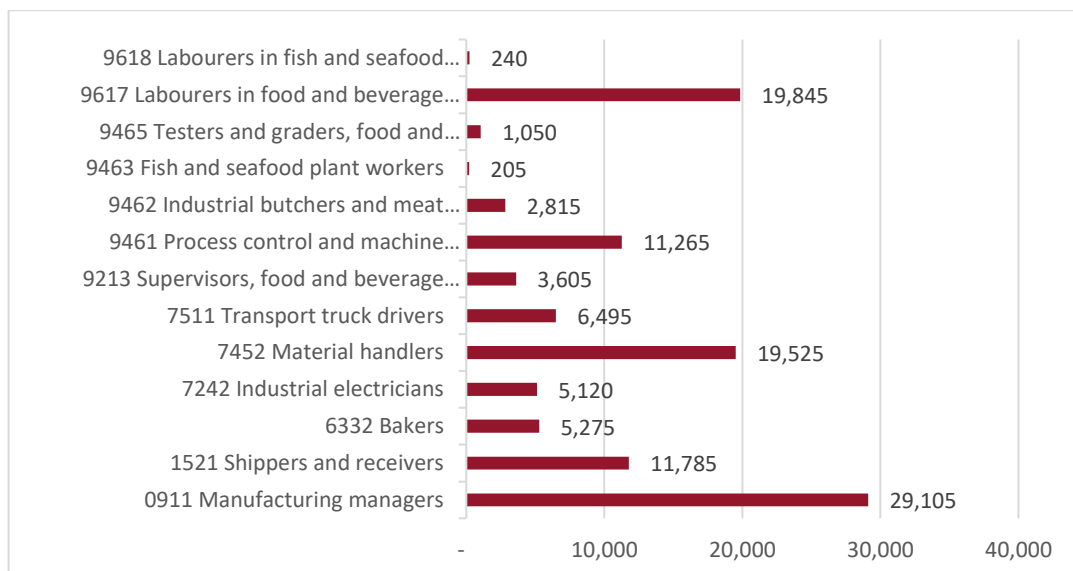 9618 Labourers in fish and seafood... 240
9617 Labourers in food and beverage... 19,845
9465 Testers and graders, food and... 1,050
9463 Fish and seafood plant workers 205
9462 Industrial butchers and meat... 2,815
9461 Process control and machine... 11,265
9213 Supervisors, food and beverage... 3,605
7511 Transport truck drivers 6,495
7452 Material handlers 19,525
7242 Industrial electricians 5,120
6332 Bakers 5,275
1521 Shippers and receivers 11,785
0911 Manufacturing managers 29,105
- 10,000 20,000 30,000 40,000